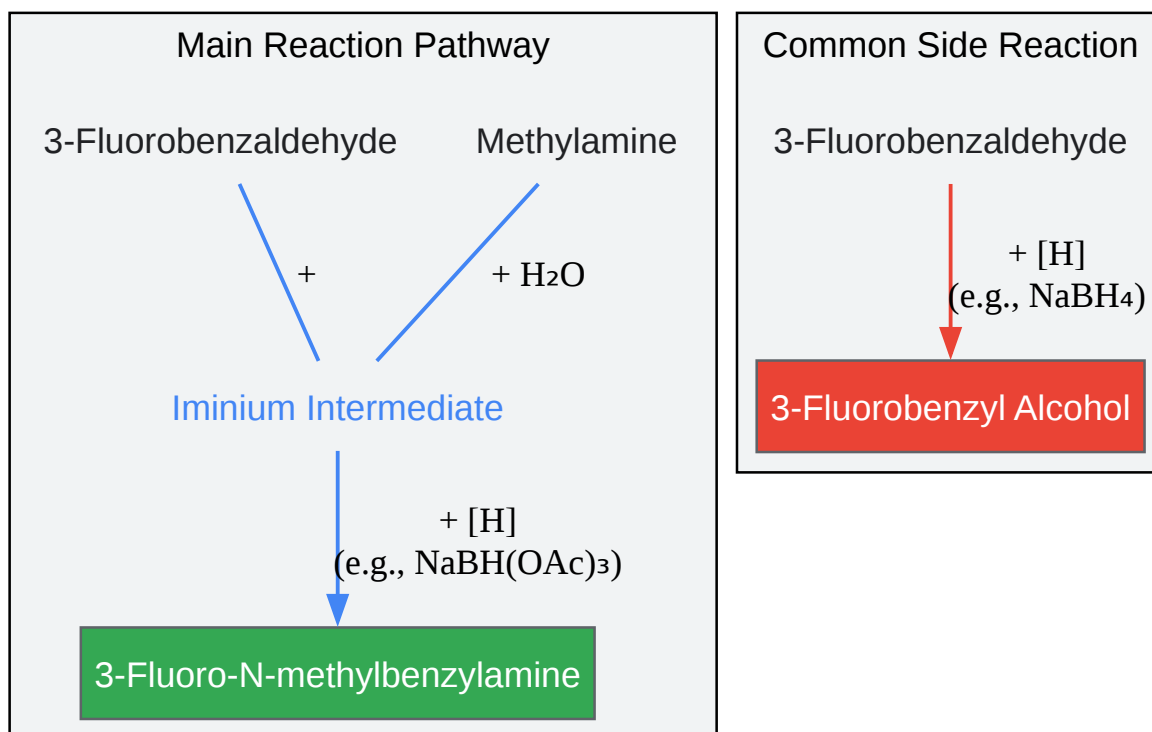 Main Reaction Pathway
3-Fluorobenzaldehyde
Methylamine
+
+ H₂O
Iminium Intermediate
+ [H]
(e.g., NaBH(OAc)₃)
3-Fluoro-N-methylbenzylamine
Common Side Reaction
3-Fluorobenzaldehyde
+ [H]
(e.g., NaBH₄)
3-Fluorobenzyl Alcohol